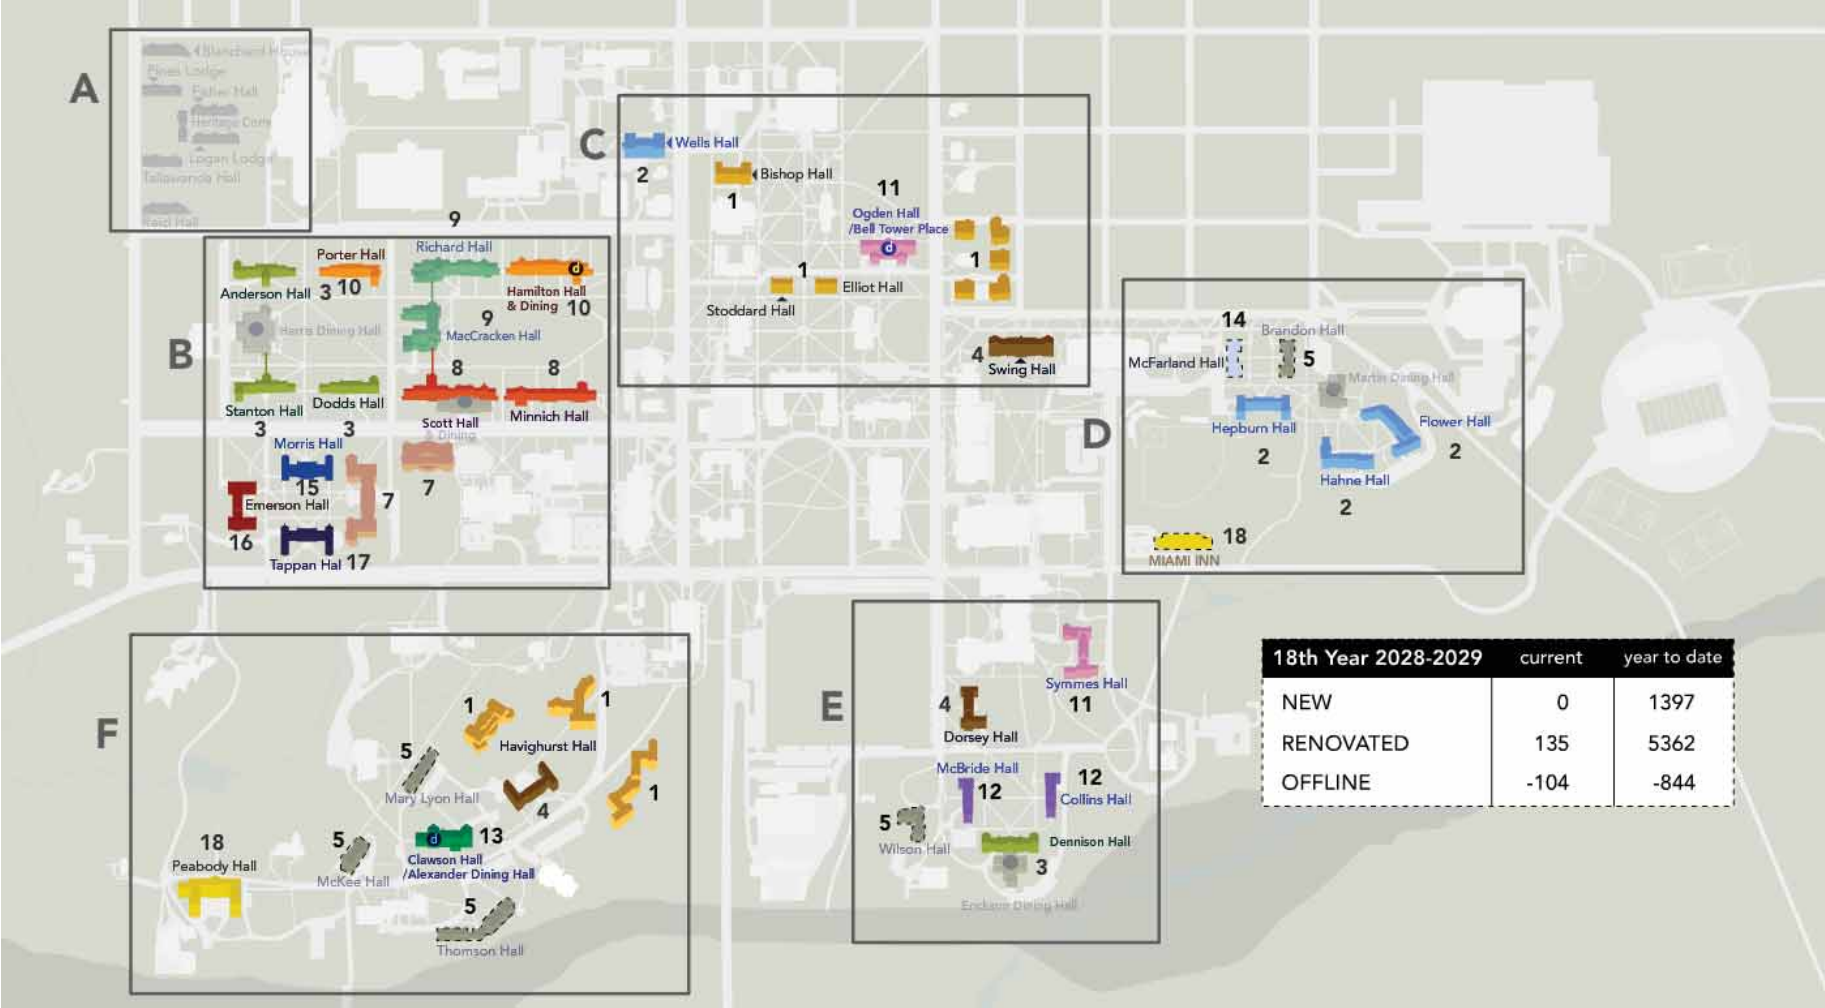 A
Blanchard House
Pines Lodge
Fisher Hall
Heritage Com
Logan Lodge
Tallawanda Hall
Reid Hall
B
9
Porter Hall
Richard Hall
Anderson Hall
3
10
Hamilton Hall
& Dining
10
d
Harris Dining Hall
9
MacCracken Hall
8
8
Stanton Hall
Dodds Hall
Scott Hall
& Dining
Minnich Hall
3
3
Morris Hall
15
7
7
Emerson Hall
16
Tappan Hal
17
C
Wells Hall
2
Bishop Hall
1
11
Ogden Hall
/Bell Tower Place
d
1
1
Elliot Hall
Stoddard Hall
4
Swing Hall
D
14
Brandon Hall
McFarland Hall
5
Martin Dining Hall
Hepburn Hall
2
Flower Hall
2
Hahne Hall
2
18
MIAMI INN
E
Symmes Hall
11
4
Dorsey Hall
McBride Hall
12
12
Collins Hall
5
Wilson Hall
Dennison Hall
3
Erickson Dining Hall
F
1
1
Havighurst Hall
5
Mary Lyon Hall
4
1
18
Peabody Hall
5
McKee Hall
d
13
Clawson Hall
/Alexander Dining Hall
5
Thomson Hall
18th Year 2028-2029 current year to date
NEW 0 1397
RENOVATED 135 5362
OFFLINE -104 -844